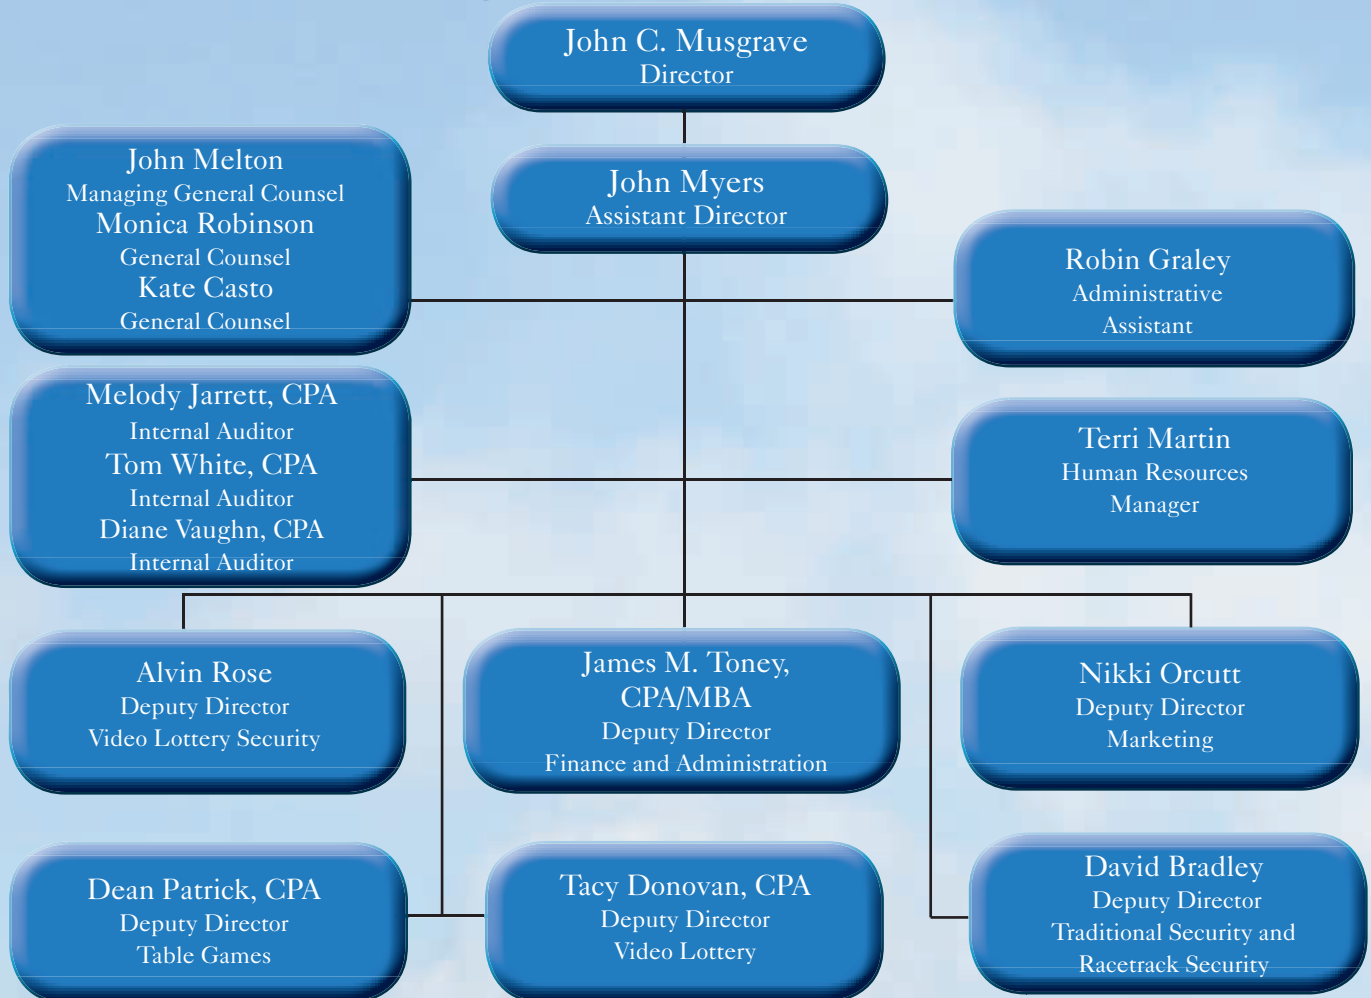 John C. Musgrave
Director
John Melton
Managing General Counsel
Monica Robinson
General Counsel
Kate Casto
General Counsel
John Myers
Assistant Director
Robin Graley
Administrative
Assistant
Melody Jarrett, CPA
Internal Auditor
Tom White, CPA
Internal Auditor
Diane Vaughn, CPA
Internal Auditor
Terri Martin
Human Resources
Manager
Alvin Rose
Deputy Director
Video Lottery Security
James M. Toney,
CPA/MBA
Deputy Director
Finance and Administration
Nikki Orcutt
Deputy Director
Marketing
Dean Patrick, CPA
Deputy Director
Table Games
Tacy Donovan, CPA
Deputy Director
Video Lottery
David Bradley
Deputy Director
Traditional Security and
Racetrack Security